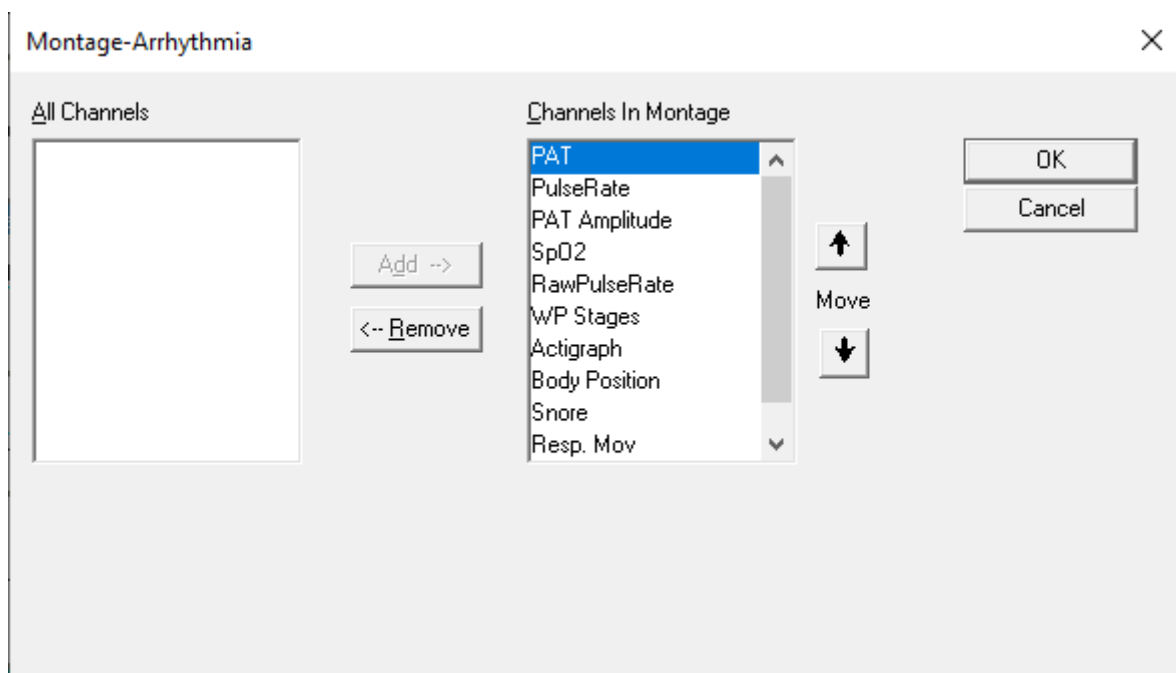 Montage-Arrhythmia
All Channels
Channels In Montage
PAT
PulseRate
PAT Amplitude
SpO2
RawPulseRate
WP Stages
Actigraph
Body Position
Snore
Resp. Mov
Add -->
<-- Remove
Move
OK
Cancel